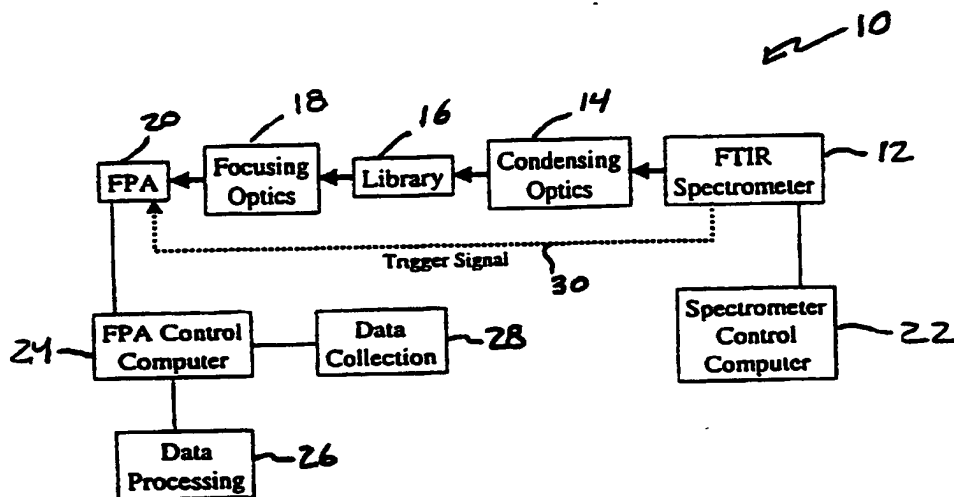 10
20
18
16
14
FPA
Focusing
Optics
Library
Condensing
Optics
FTIR
Spectrometer
12
Trigger Signal
30
24
FPA Control
Computer
Data
Collection
28
Spectrometer
Control
Computer
22
Data
Processing
26